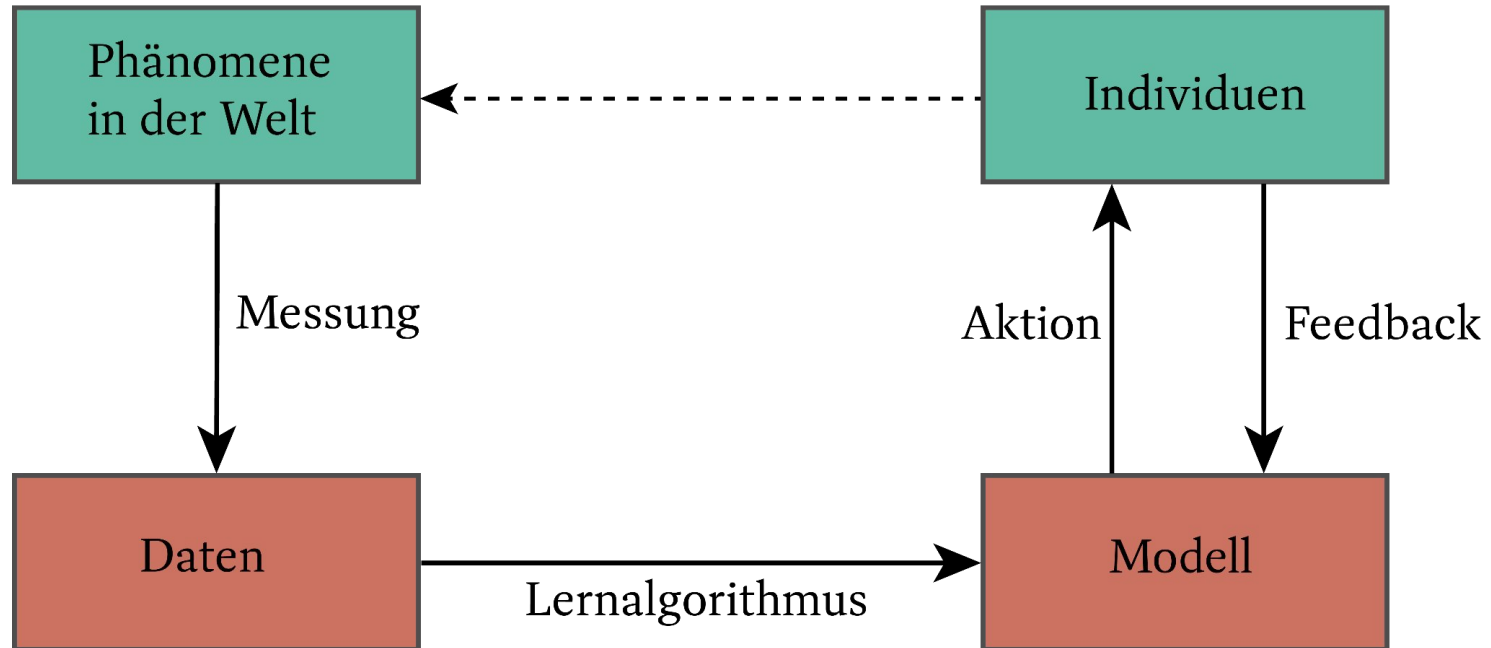 Phänomene
in der Welt
Individuen
Messung
Aktion
Feedback
Daten
Modell
Lernalgorithmus